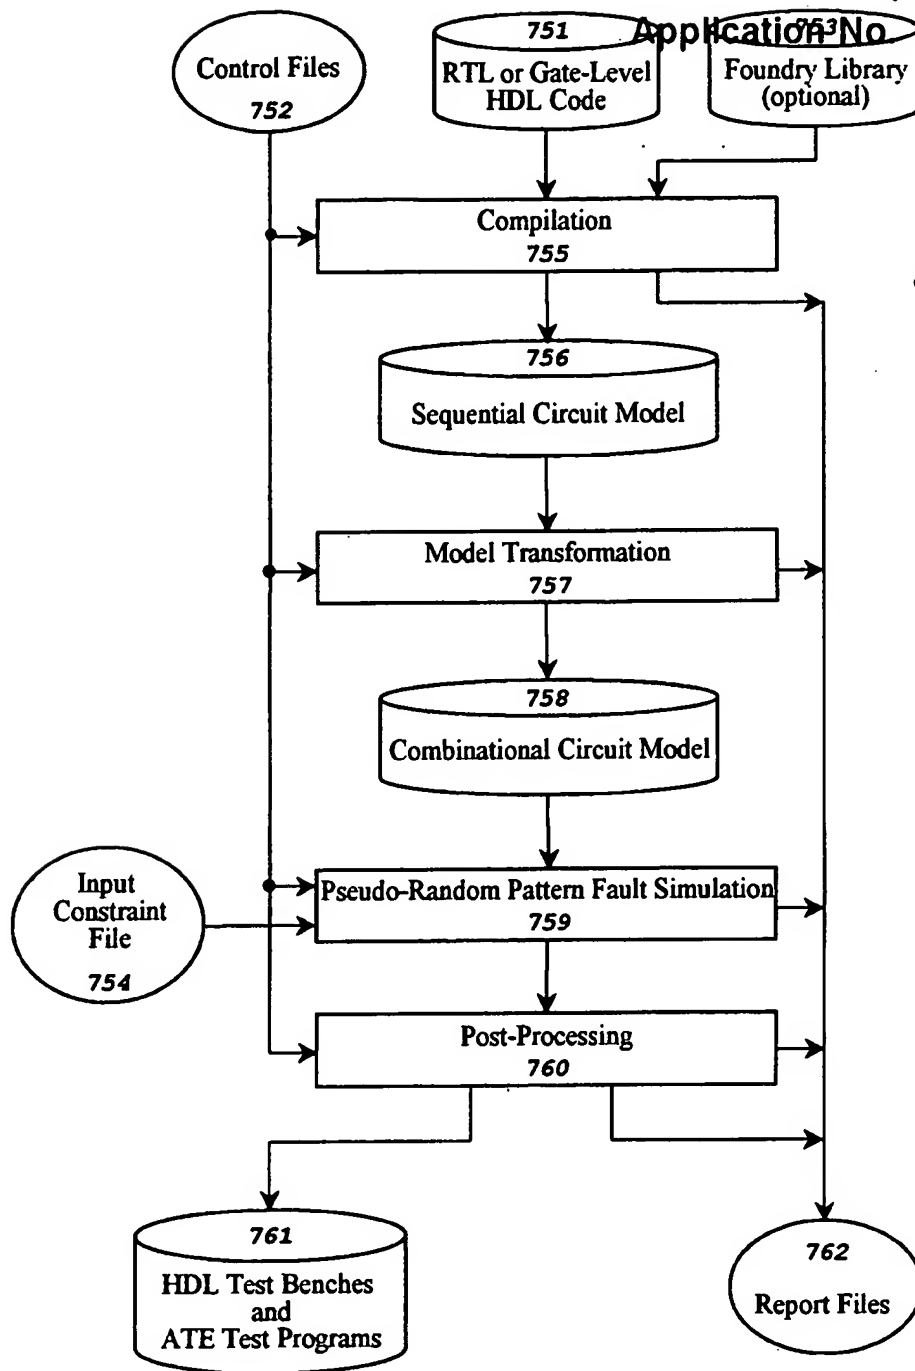 Application No.
Control Files
752
751
RTL or Gate-Level
HDL Code
753
Foundry Library
(optional)
Compilation
755
756
Sequential Circuit Model
Model Transformation
757
758
Combinational Circuit Model
Input
Constraint
File
754
Pseudo-Random Pattern Fault Simulation
759
Post-Processing
760
761
HDL Test Benches
and
ATE Test Programs
762
Report Files